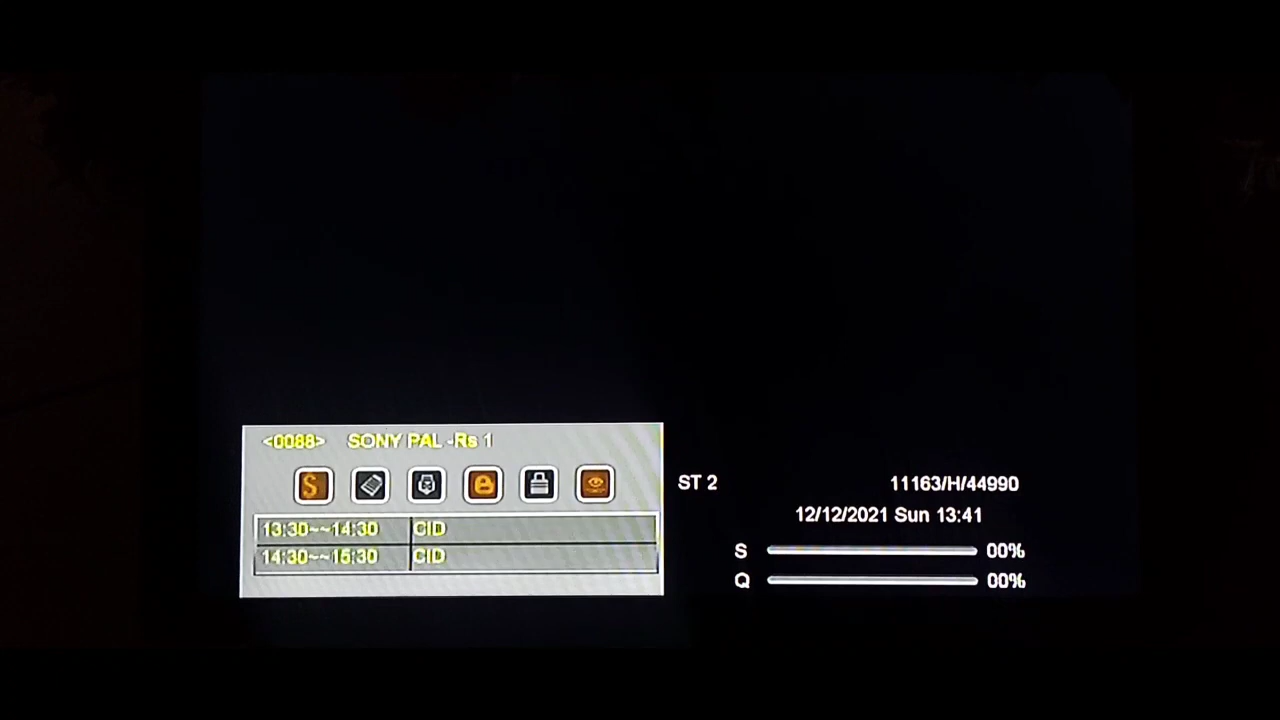 <0088> SONY PAL -Rs 1
S e
13:30~~14:30 CID
14:30~~15:30 CID
ST 2 11163/H/44990
12/12/2021 Sun 13:41
S 00%
Q 00%